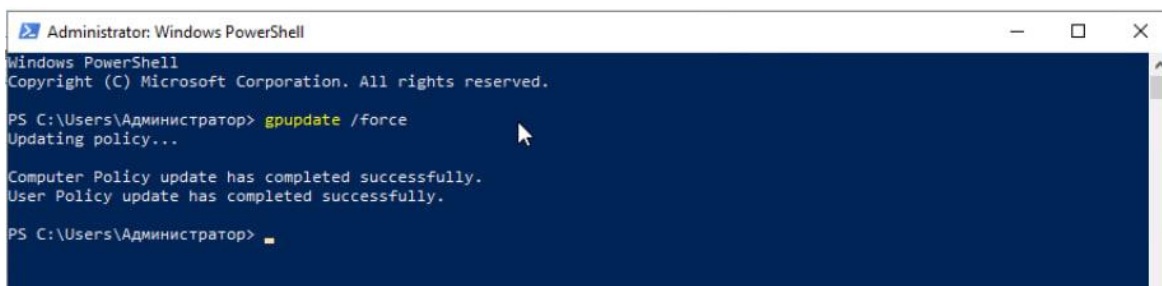 Administrator: Windows PowerShell
Windows PowerShell
Copyright (C) Microsoft Corporation. All rights reserved.
PS C:\Users\Администратор> gpupdate /force
Updating policy...
Computer Policy update has completed successfully.
User Policy update has completed successfully.
PS C:\Users\Администратор>